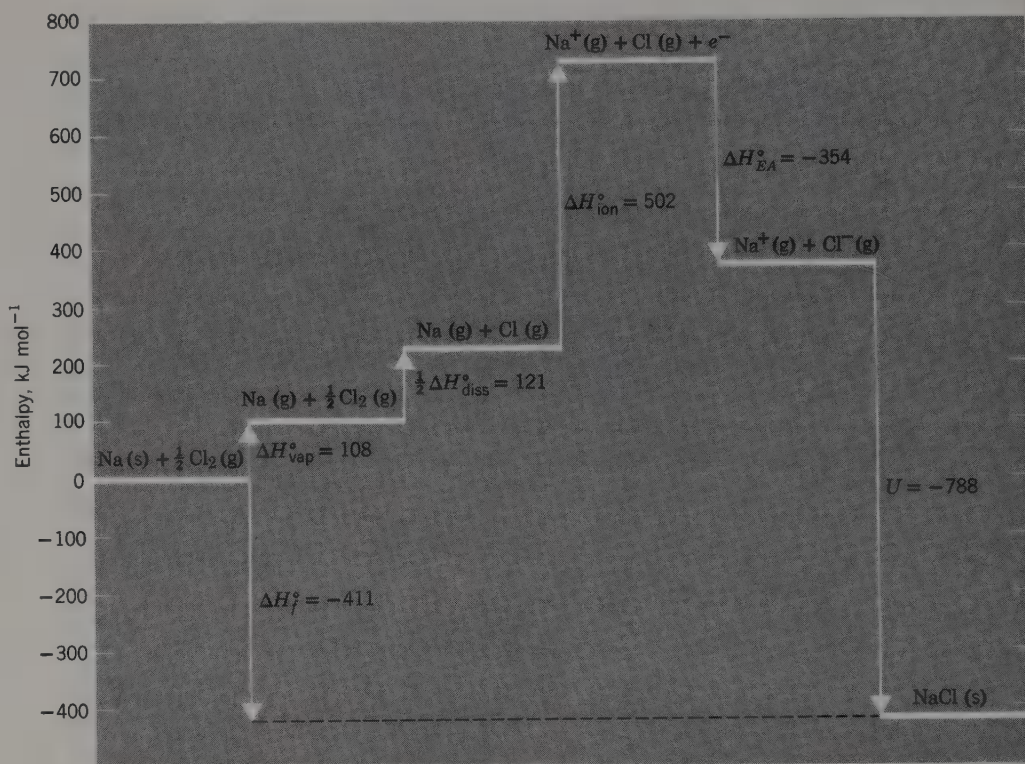 800
Na⁺(g) + Cl (g) + e⁻
700
600
ΔH°EA = −354
500
ΔH°ion = 502
400
Na⁺(g) + Cl⁻(g)
300
Na (g) + Cl (g)
200
½ ΔH°diss = 121
Na (g) + ½ Cl₂ (g)
100
ΔH°vap = 108
Na (s) + ½ Cl₂ (g)
0
U = −788
−100
−200
ΔH°f = −411
−300
NaCl (s)
−400
Enthalpy, kJ mol⁻¹